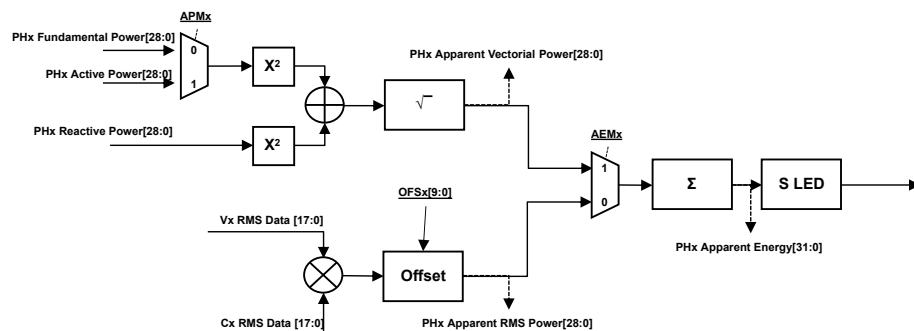 APMx
PHx Fundamental Power[28:0]
0
PHx Active Power[28:0]
1
X²
PHx Reactive Power[28:0]
X²
√
PHx Apparent Vectorial Power[28:0]
AEMx
1
0
Σ
S LED
PHx Apparent Energy[31:0]
OFSx[9:0]
Vx RMS Data [17:0]
Offset
Cx RMS Data [17:0]
PHx Apparent RMS Power[28:0]